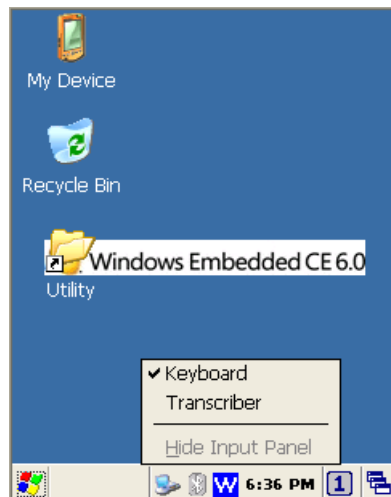 My Device
Recycle Bin
Windows Embedded CE 6.0
Utility
Keyboard
Transcriber
Hide Input Panel
W 6:36 PM 1